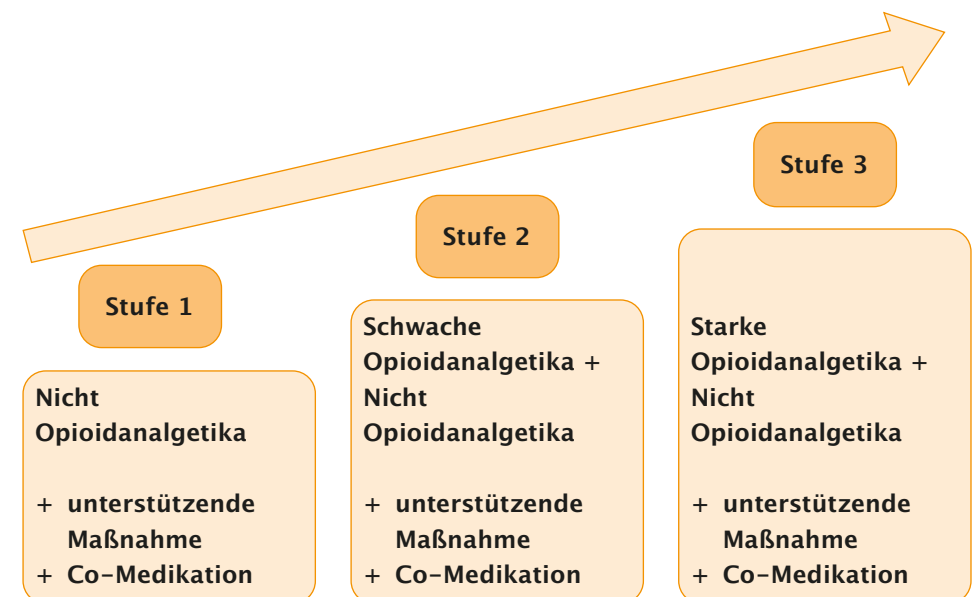 Stufe 1
Nicht
Opioidanalgetika
+ unterstützende
Maßnahme
+ Co-Medikation
Stufe 2
Schwache
Opioidanalgetika +
Nicht
Opioidanalgetika
+ unterstützende
Maßnahme
+ Co-Medikation
Stufe 3
Starke
Opioidanalgetika +
Nicht
Opioidanalgetika
+ unterstützende
Maßnahme
+ Co-Medikation